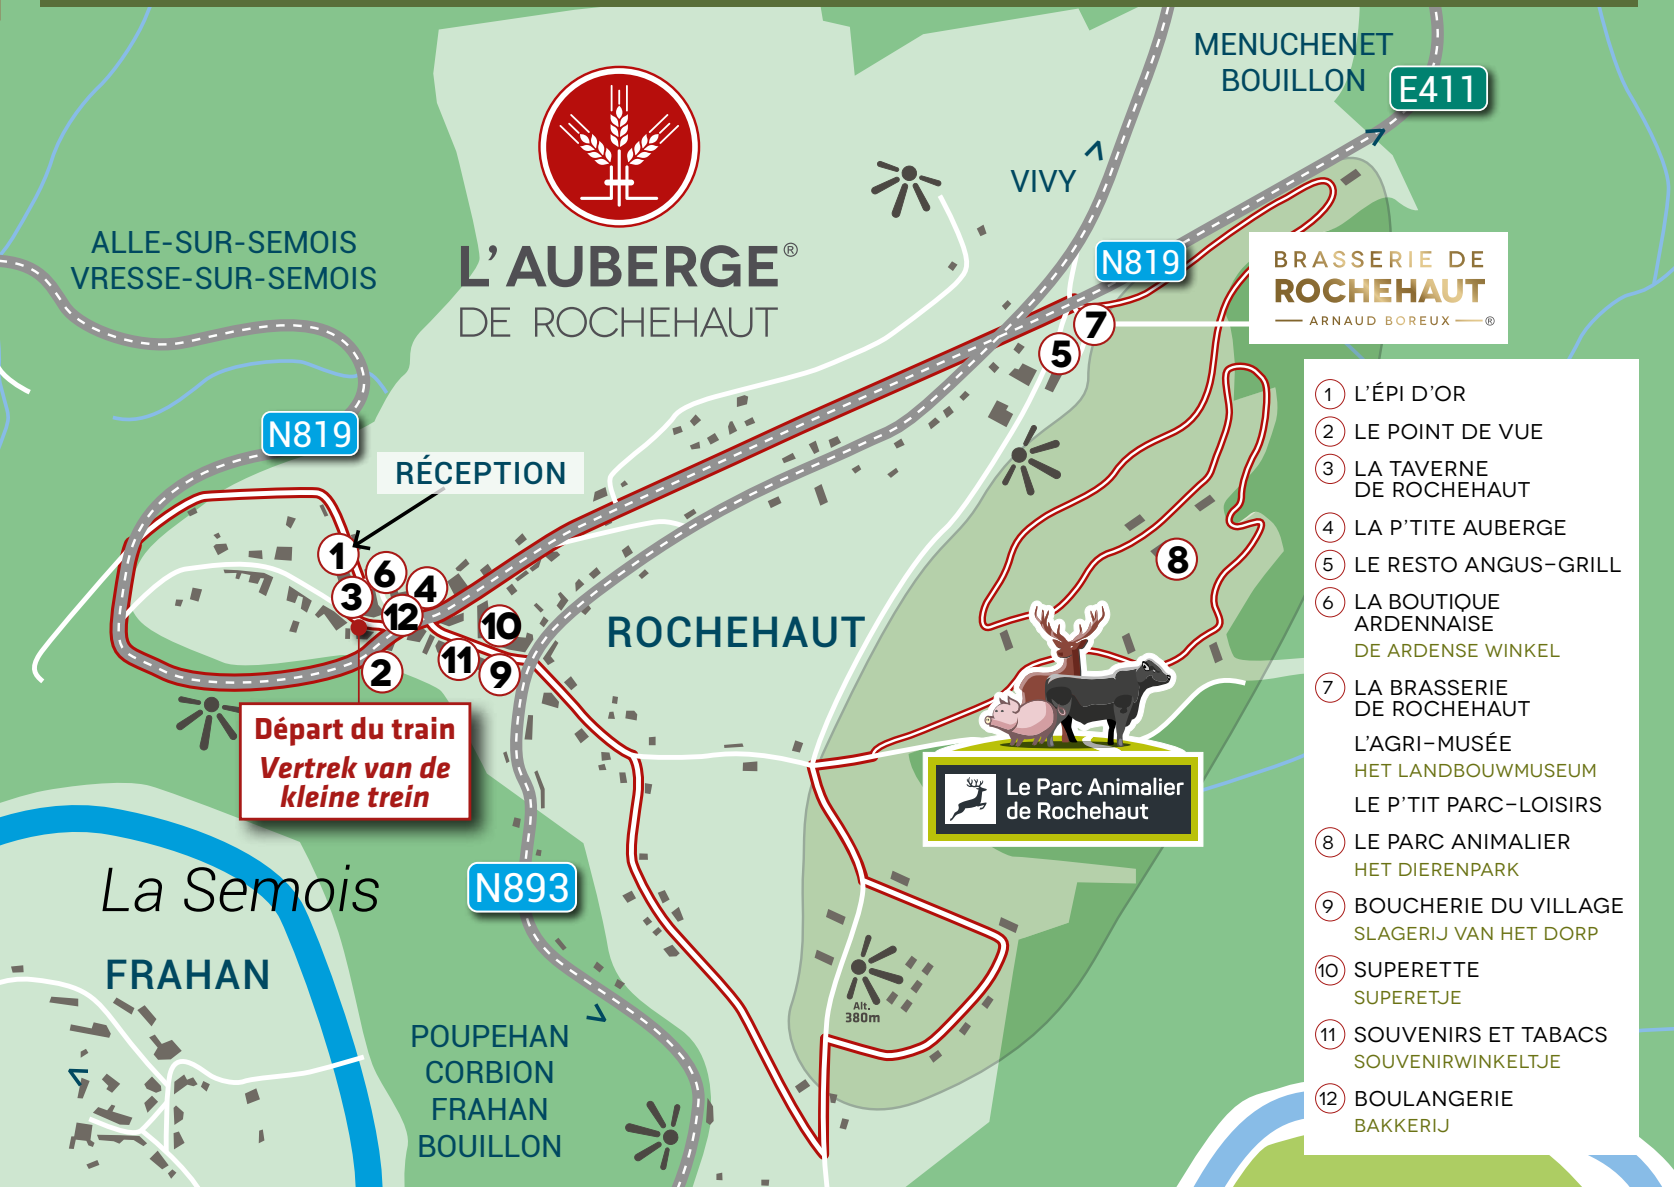 MENUCHENET
BOUILLON
E411
VIVY
ALLE-SUR-SEMOIS
VRESSE-SUR-SEMOIS
L'AUBERGE®
DE ROCHEHAUT
N819
BRASSERIE DE
ROCHEHAUT
ARNAUD BOREUX ®
7
5
N819
RÉCEPTION
1
6
3
4
12
10
11
9
2
8
ROCHEHAUT
Départ du train
Vertrek van de
kleine trein
Le Parc Animalier
de Rochehaut
La Semois
N893
FRAHAN
Alt.
380m
POUPEHAN
CORBION
FRAHAN
BOUILLON
1 L'ÉPI D'OR
2 LE POINT DE VUE
3 LA TAVERNE
DE ROCHEHAUT
4 LA P'TITE AUBERGE
5 LE RESTO ANGUS-GRILL
6 LA BOUTIQUE
ARDENNAISE
DE ARDENSE WINKEL
7 LA BRASSERIE
DE ROCHEHAUT
L'AGRI-MUSÉE
HET LANDBOUWMUSEUM
LE P'TIT PARC-LOISIRS
8 LE PARC ANIMALIER
HET DIERENPARK
9 BOUCHERIE DU VILLAGE
SLAGERIJ VAN HET DORP
10 SUPERETTE
SUPERETJE
11 SOUVENIRS ET TABACS
SOUVENIRWINKELTJE
12 BOULANGERIE
BAKKERIJ